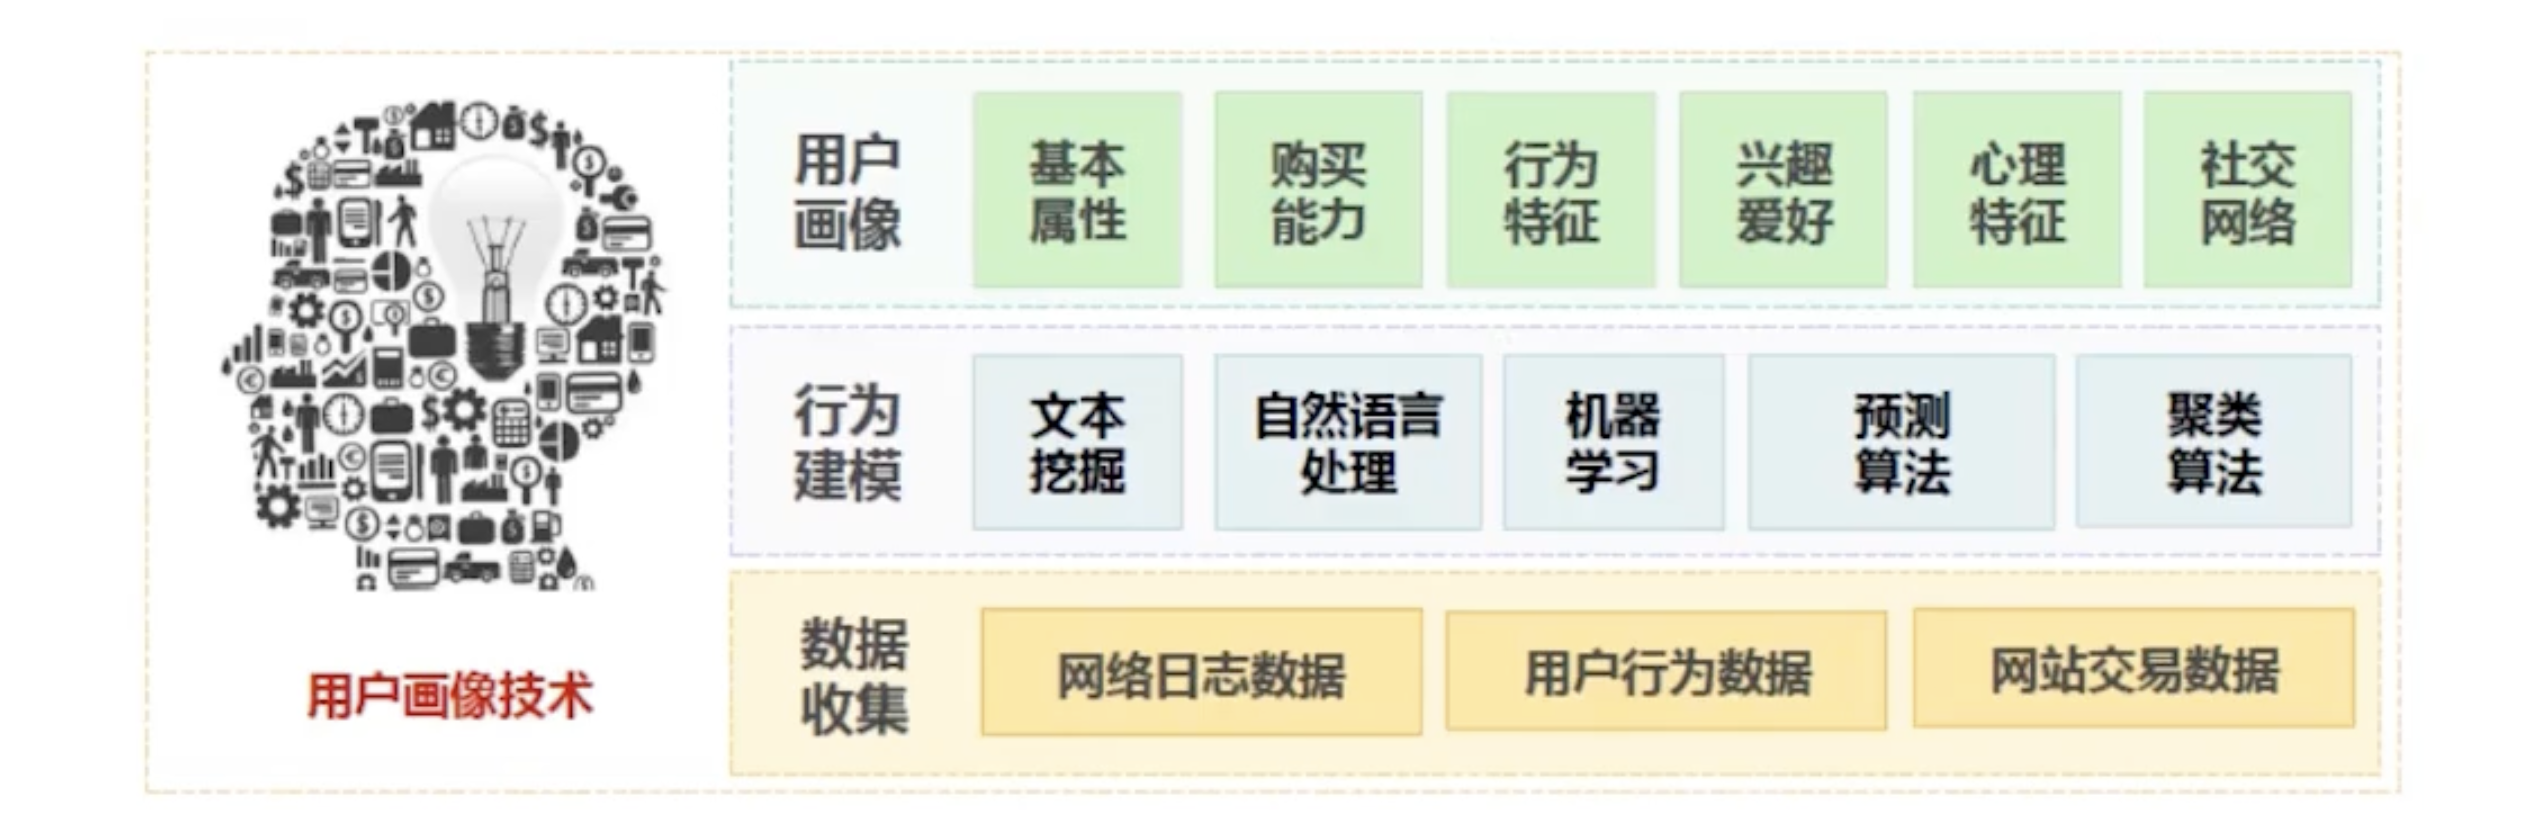 用户
画像
基本
属性
购买
能力
行为
特征
兴趣
爱好
心理
特征
社交
网络
行为
建模
文本
挖掘
自然语言
处理
机器
学习
预测
算法
聚类
算法
数据
收集
网络日志数据
用户行为数据
网站交易数据
用户画像技术